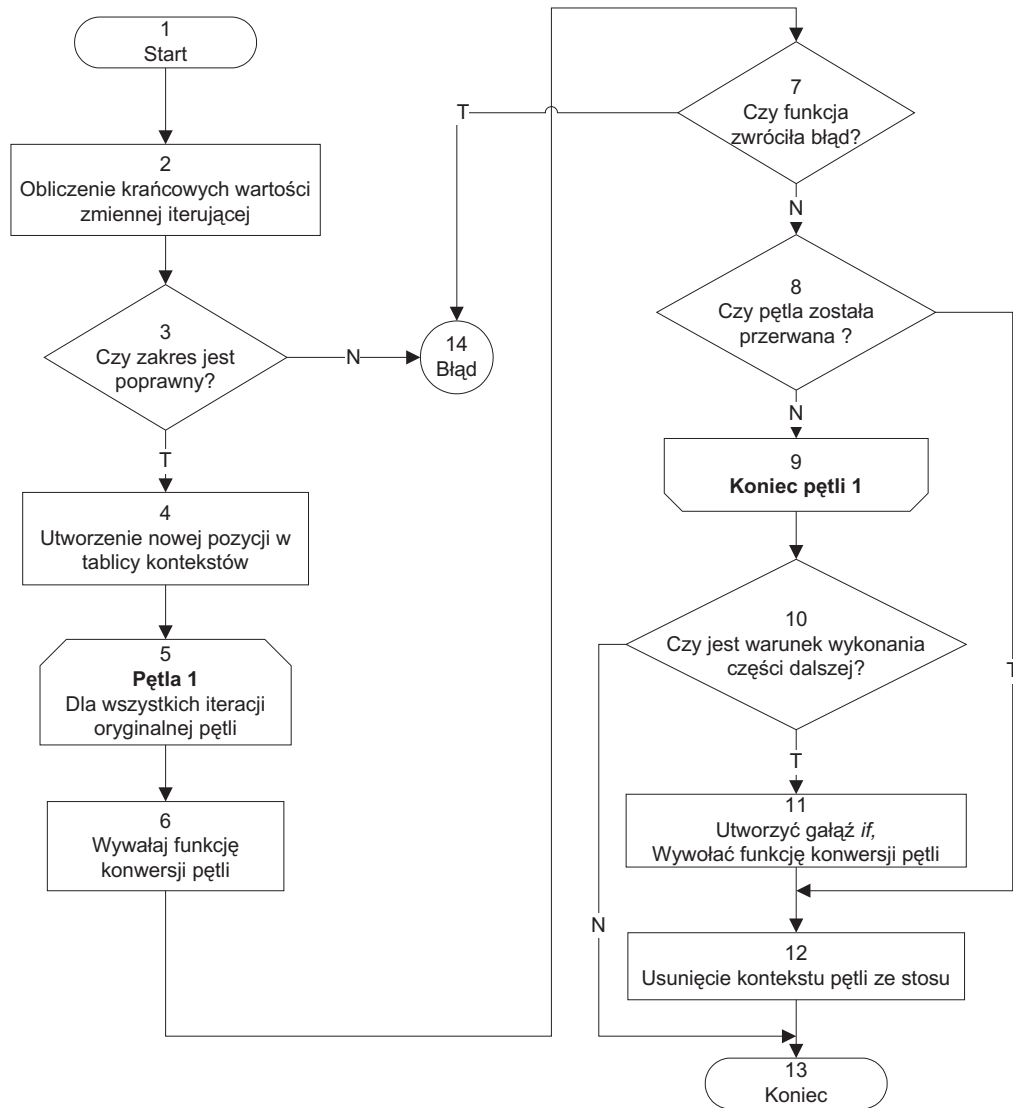 1
Start
2
Obliczenie krańcowych wartości
zmiennej iterującej
3
Czy zakres jest
poprawny?
N
14
Błąd
T
4
Utworzenie nowej pozycji w
tablicy kontekstów
5
Pętla 1
Dla wszystkich iteracji
oryginalnej pętli
6
Wywałaj funkcję
konwersji pętli
7
Czy funkcja
zwróciła błąd?
T
N
8
Czy pętla została
przerwana ?
N
T
9
Koniec pętli 1
10
Czy jest warunek wykonania
części dalszej?
T
N
11
Utworzyć gałąź if,
Wywołać funkcję konwersji pętli
12
Usunięcie kontekstu pętli ze stosu
13
Koniec